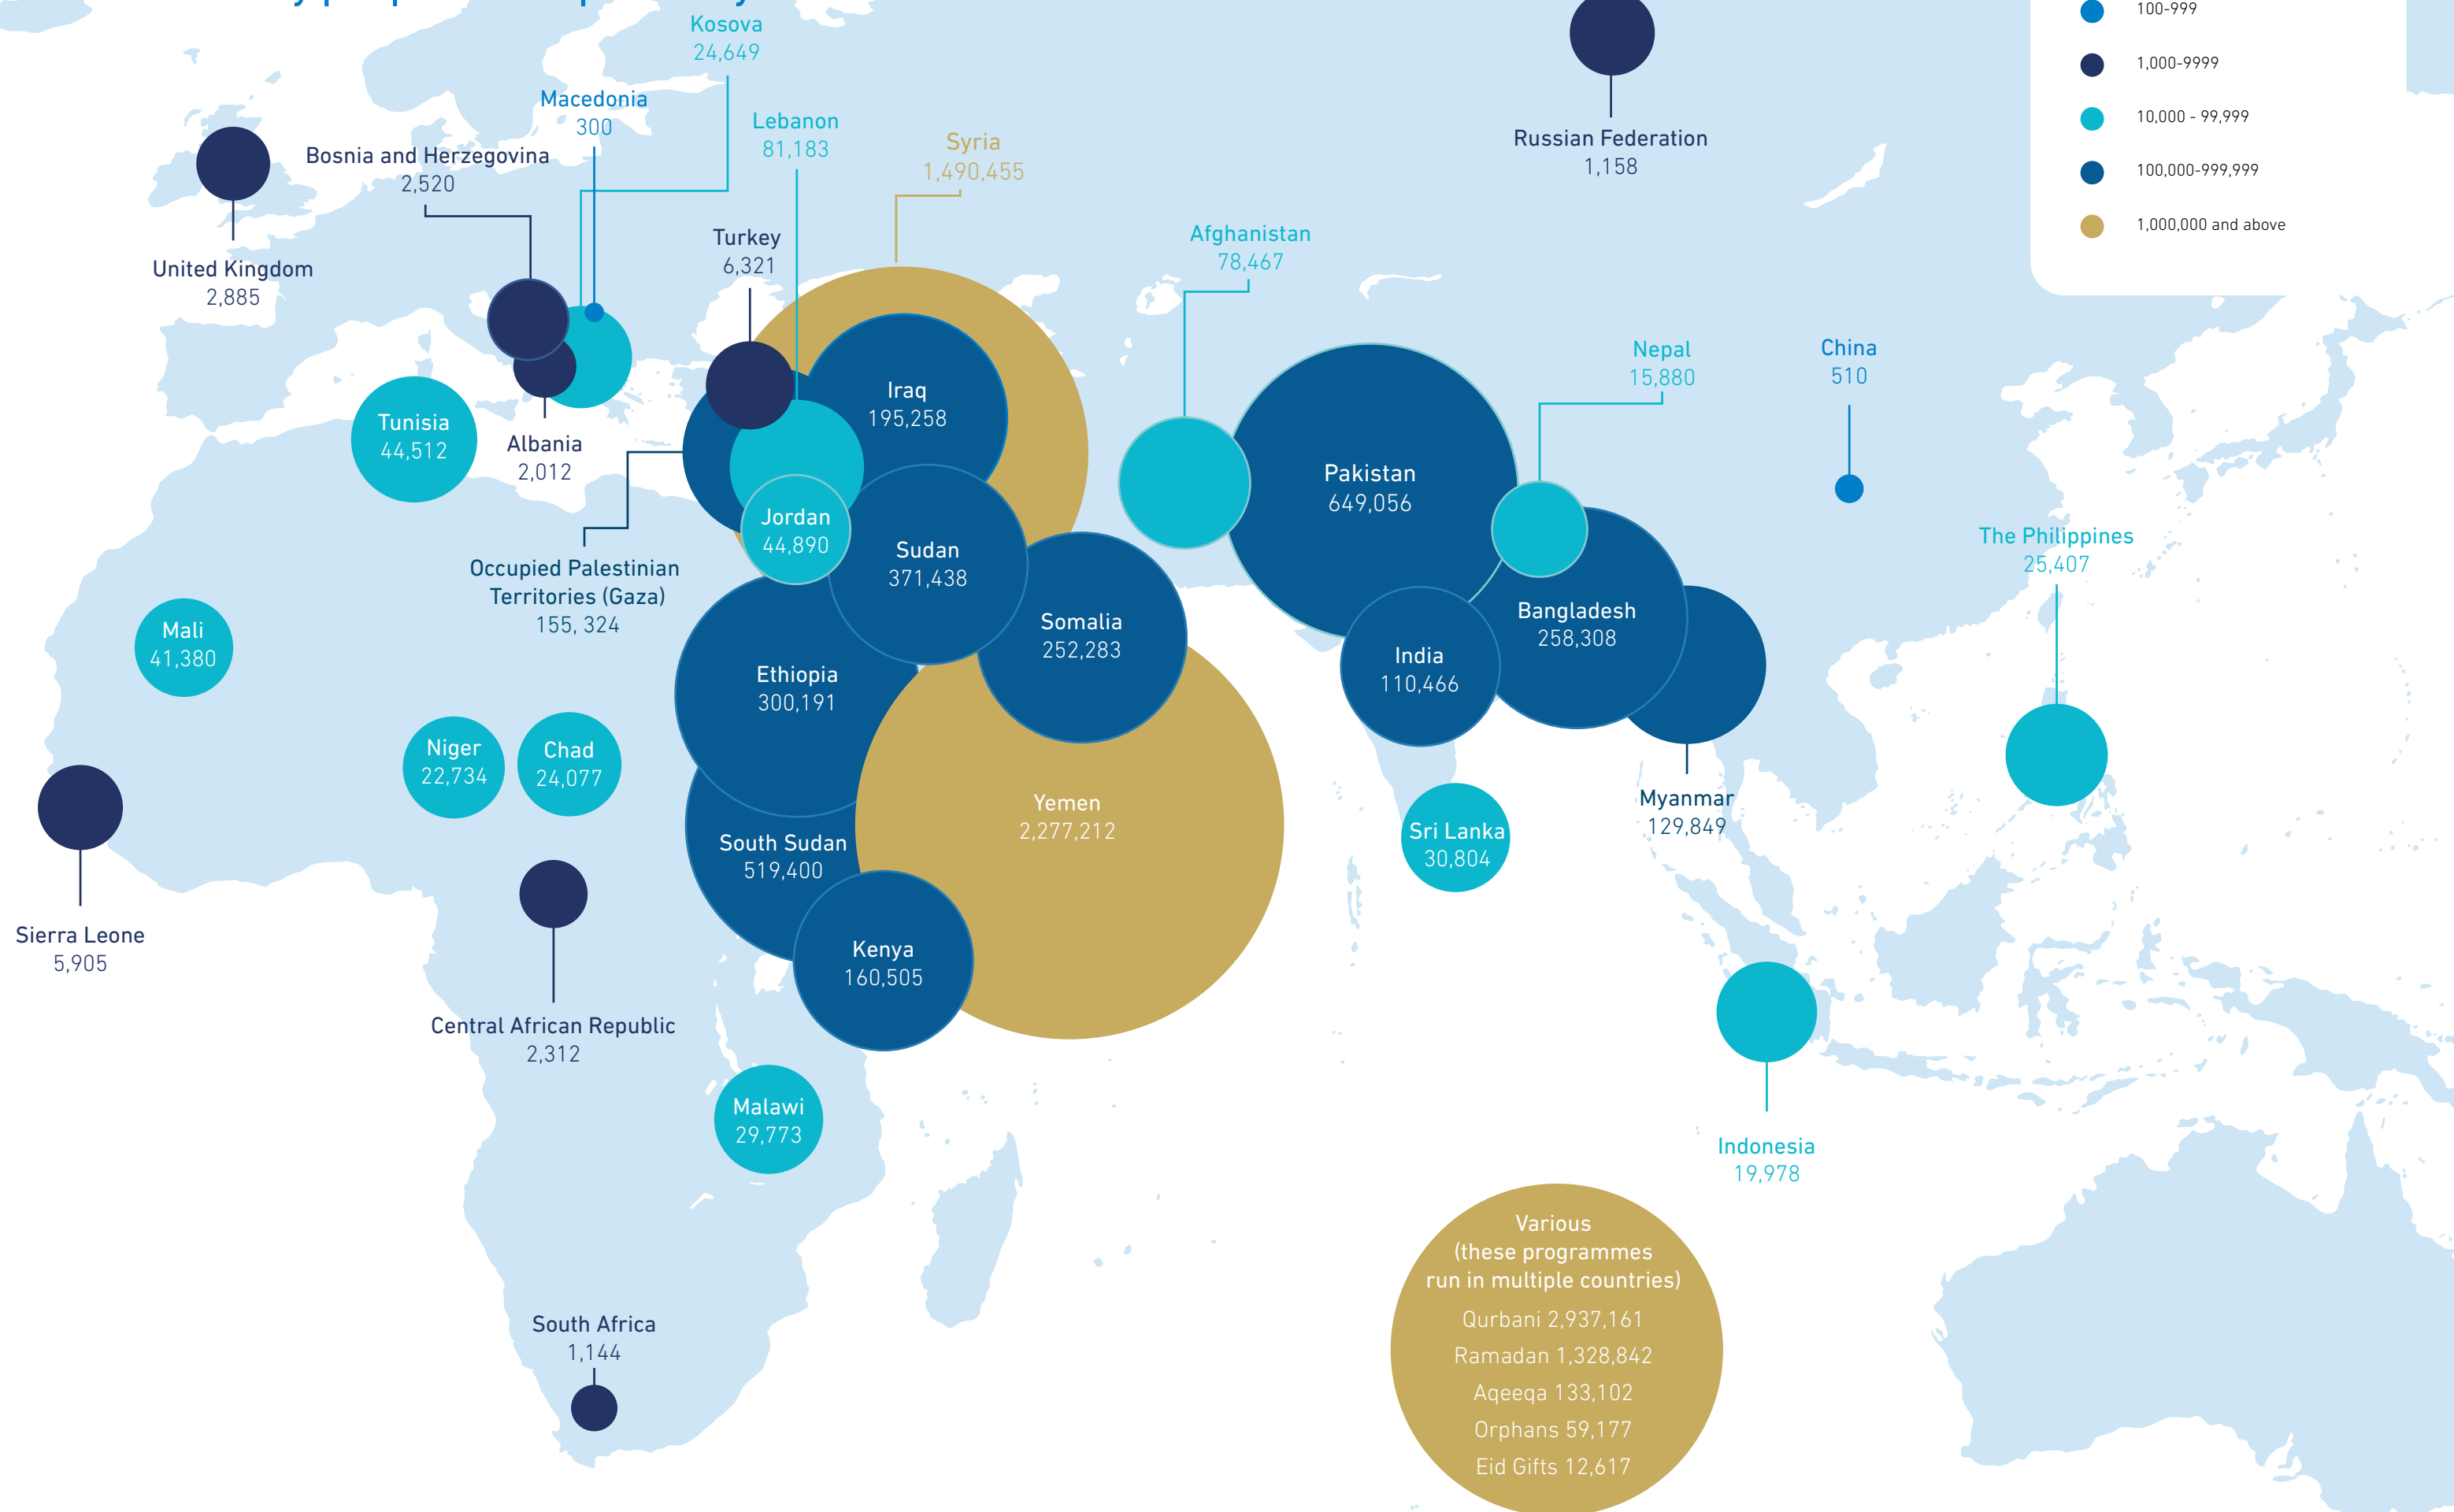 Kosova
24,649
100-999
1,000-9999
10,000 - 99,999
100,000-999,999
1,000,000 and above
Macedonia
300
Lebanon
81,183
Syria
1,490,455
Russian Federation
1,158
Bosnia and Herzegovina
2,520
United Kingdom
2,885
Turkey
6,321
Afghanistan
78,467
Nepal
15,880
China
510
Iraq
195,258
Tunisia
44,512
Albania
2,012
Pakistan
649,056
Jordan
44,890
Sudan
371,438
The Philippines
25,407
Occupied Palestinian
Territories (Gaza)
155, 324
Somalia
252,283
Bangladesh
258,308
Mali
41,380
Ethiopia
300,191
India
110,466
Niger
22,734
Chad
24,077
Yemen
2,277,212
Myanmar
129,849
Sri Lanka
30,804
South Sudan
519,400
Sierra Leone
5,905
Kenya
160,505
Central African Republic
2,312
Malawi
29,773
Indonesia
19,978
South Africa
1,144
Various
(these programmes
run in multiple countries)
Qurbani 2,937,161
Ramadan 1,328,842
Aqeeqa 133,102
Orphans 59,177
Eid Gifts 12,617